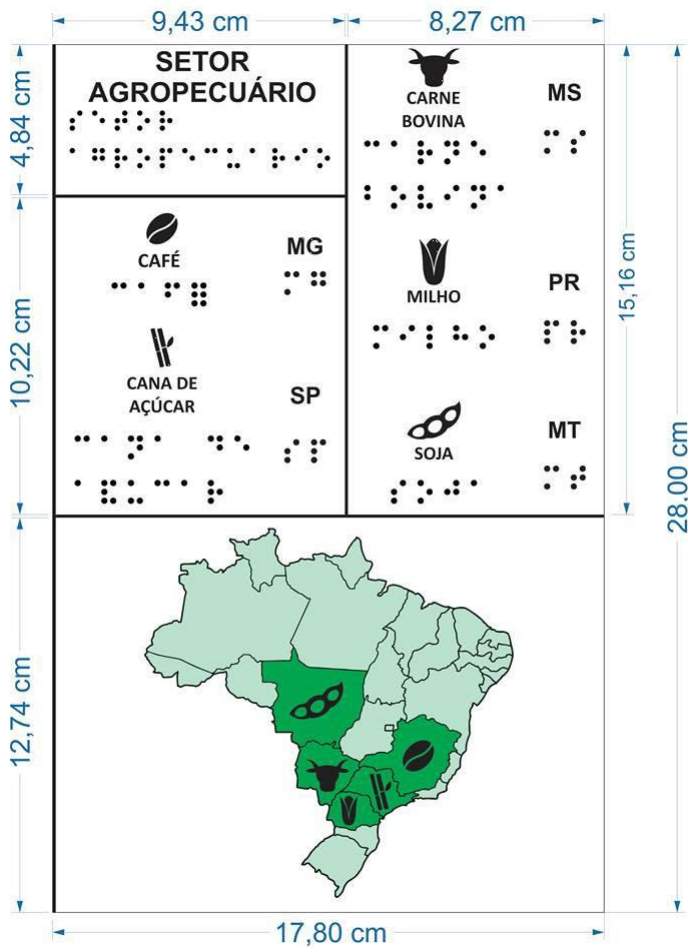 9,43 cm
8,27 cm
4,84 cm
SETOR
AGROPECUÁRIO
10,22 cm
CAFÉ
MG
CANA DE
AÇÚCAR
SP
CARNE
BOVINA
MS
MILHO
PR
SOJA
MT
15,16 cm
28,00 cm
12,74 cm
17,80 cm